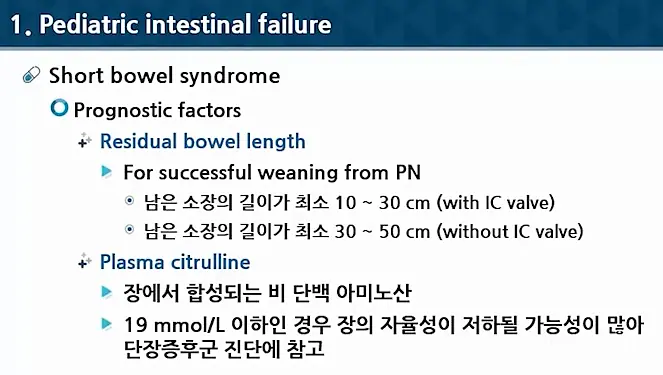 1. Pediatric intestinal failure
Short bowel syndrome
Prognostic factors
Residual bowel length
For successful weaning from PN
남은 소장의 길이가 최소 10 ~ 30 cm (with IC valve)
남은 소장의 길이가 최소 30 ~ 50 cm (without IC valve)
Plasma citrulline
장에서 합성되는 비 단백 아미노산
19 mmol/L 이하인 경우 장의 자율성이 저하될 가능성이 많아
단장증후군 진단에 참고